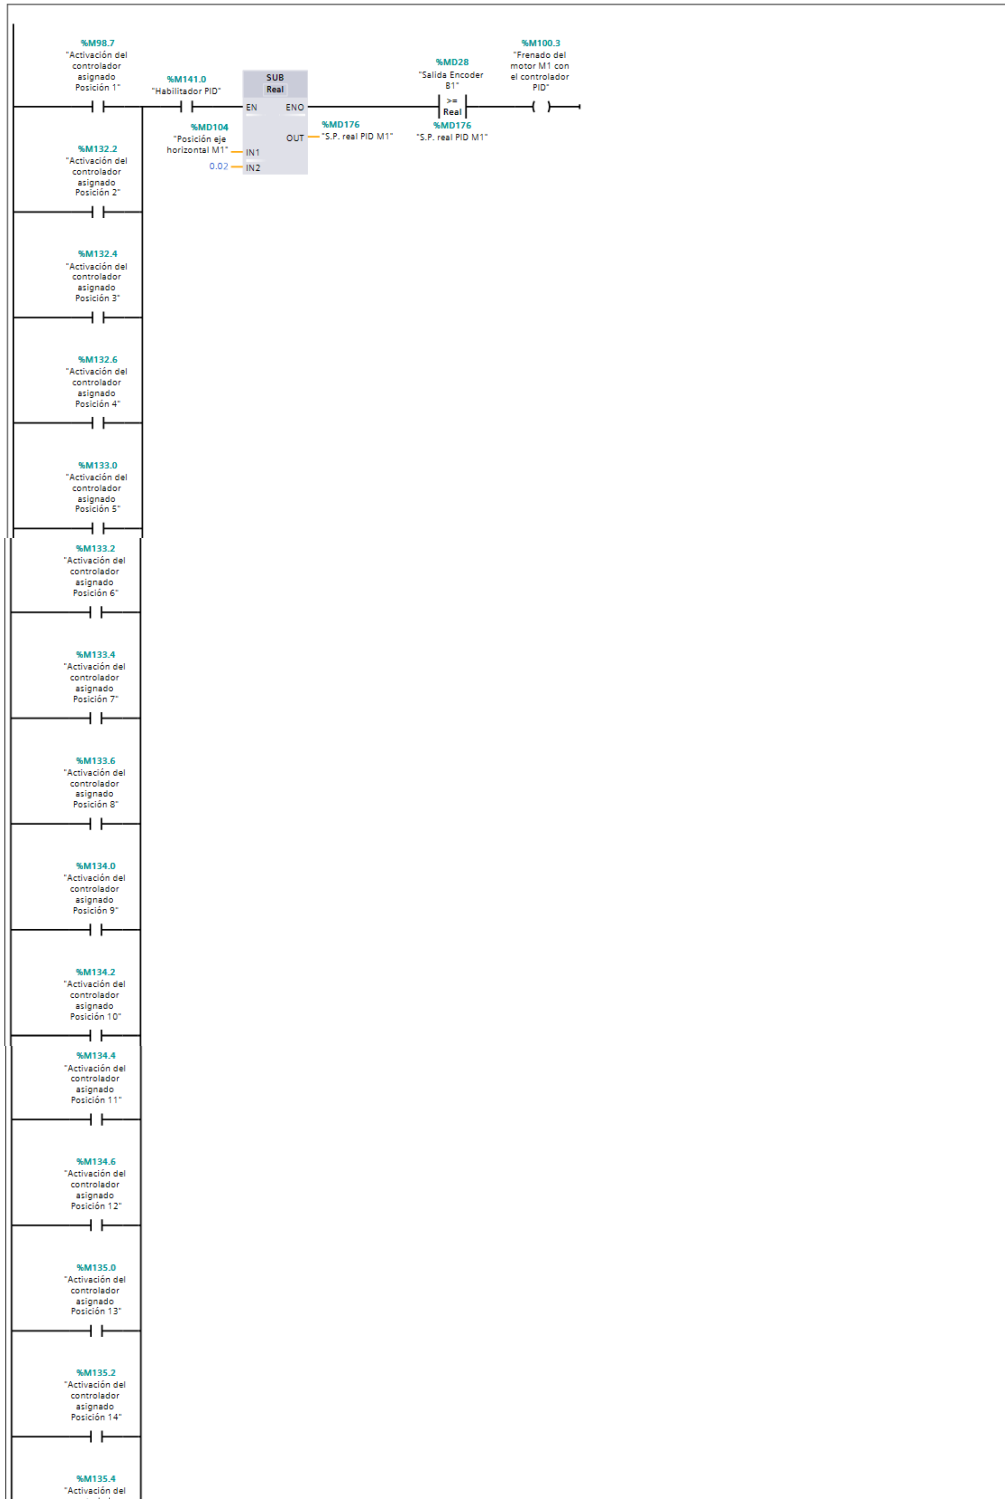 %M98.7
"Activación del
controlador
asignado
Posición 1"
%M141.0
"Habilitador PID"
SUB
Real
EN
ENO
%MD104
"Posición eje
horizontal M1"
IN1
0.02
IN2
OUT
%MD176
"S.P. real PID M1"
%MD28
"Salida Encoder
B1"
>=
Real
%MD176
"S.P. real PID M1"
%M100.3
"Frenado del
motor M1 con
el controlador
PID"
%M132.2
"Activación del
controlador
asignado
Posición 2"
%M132.4
"Activación del
controlador
asignado
Posición 3"
%M132.6
"Activación del
controlador
asignado
Posición 4"
%M133.0
"Activación del
controlador
asignado
Posición 5"
%M133.2
"Activación del
controlador
asignado
Posición 6"
%M133.4
"Activación del
controlador
asignado
Posición 7"
%M133.6
"Activación del
controlador
asignado
Posición 8"
%M134.0
"Activación del
controlador
asignado
Posición 9"
%M134.2
"Activación del
controlador
asignado
Posición 10"
%M134.4
"Activación del
controlador
asignado
Posición 11"
%M134.6
"Activación del
controlador
asignado
Posición 12"
%M135.0
"Activación del
controlador
asignado
Posición 13"
%M135.2
"Activación del
controlador
asignado
Posición 14"
%M135.4
"Activación del